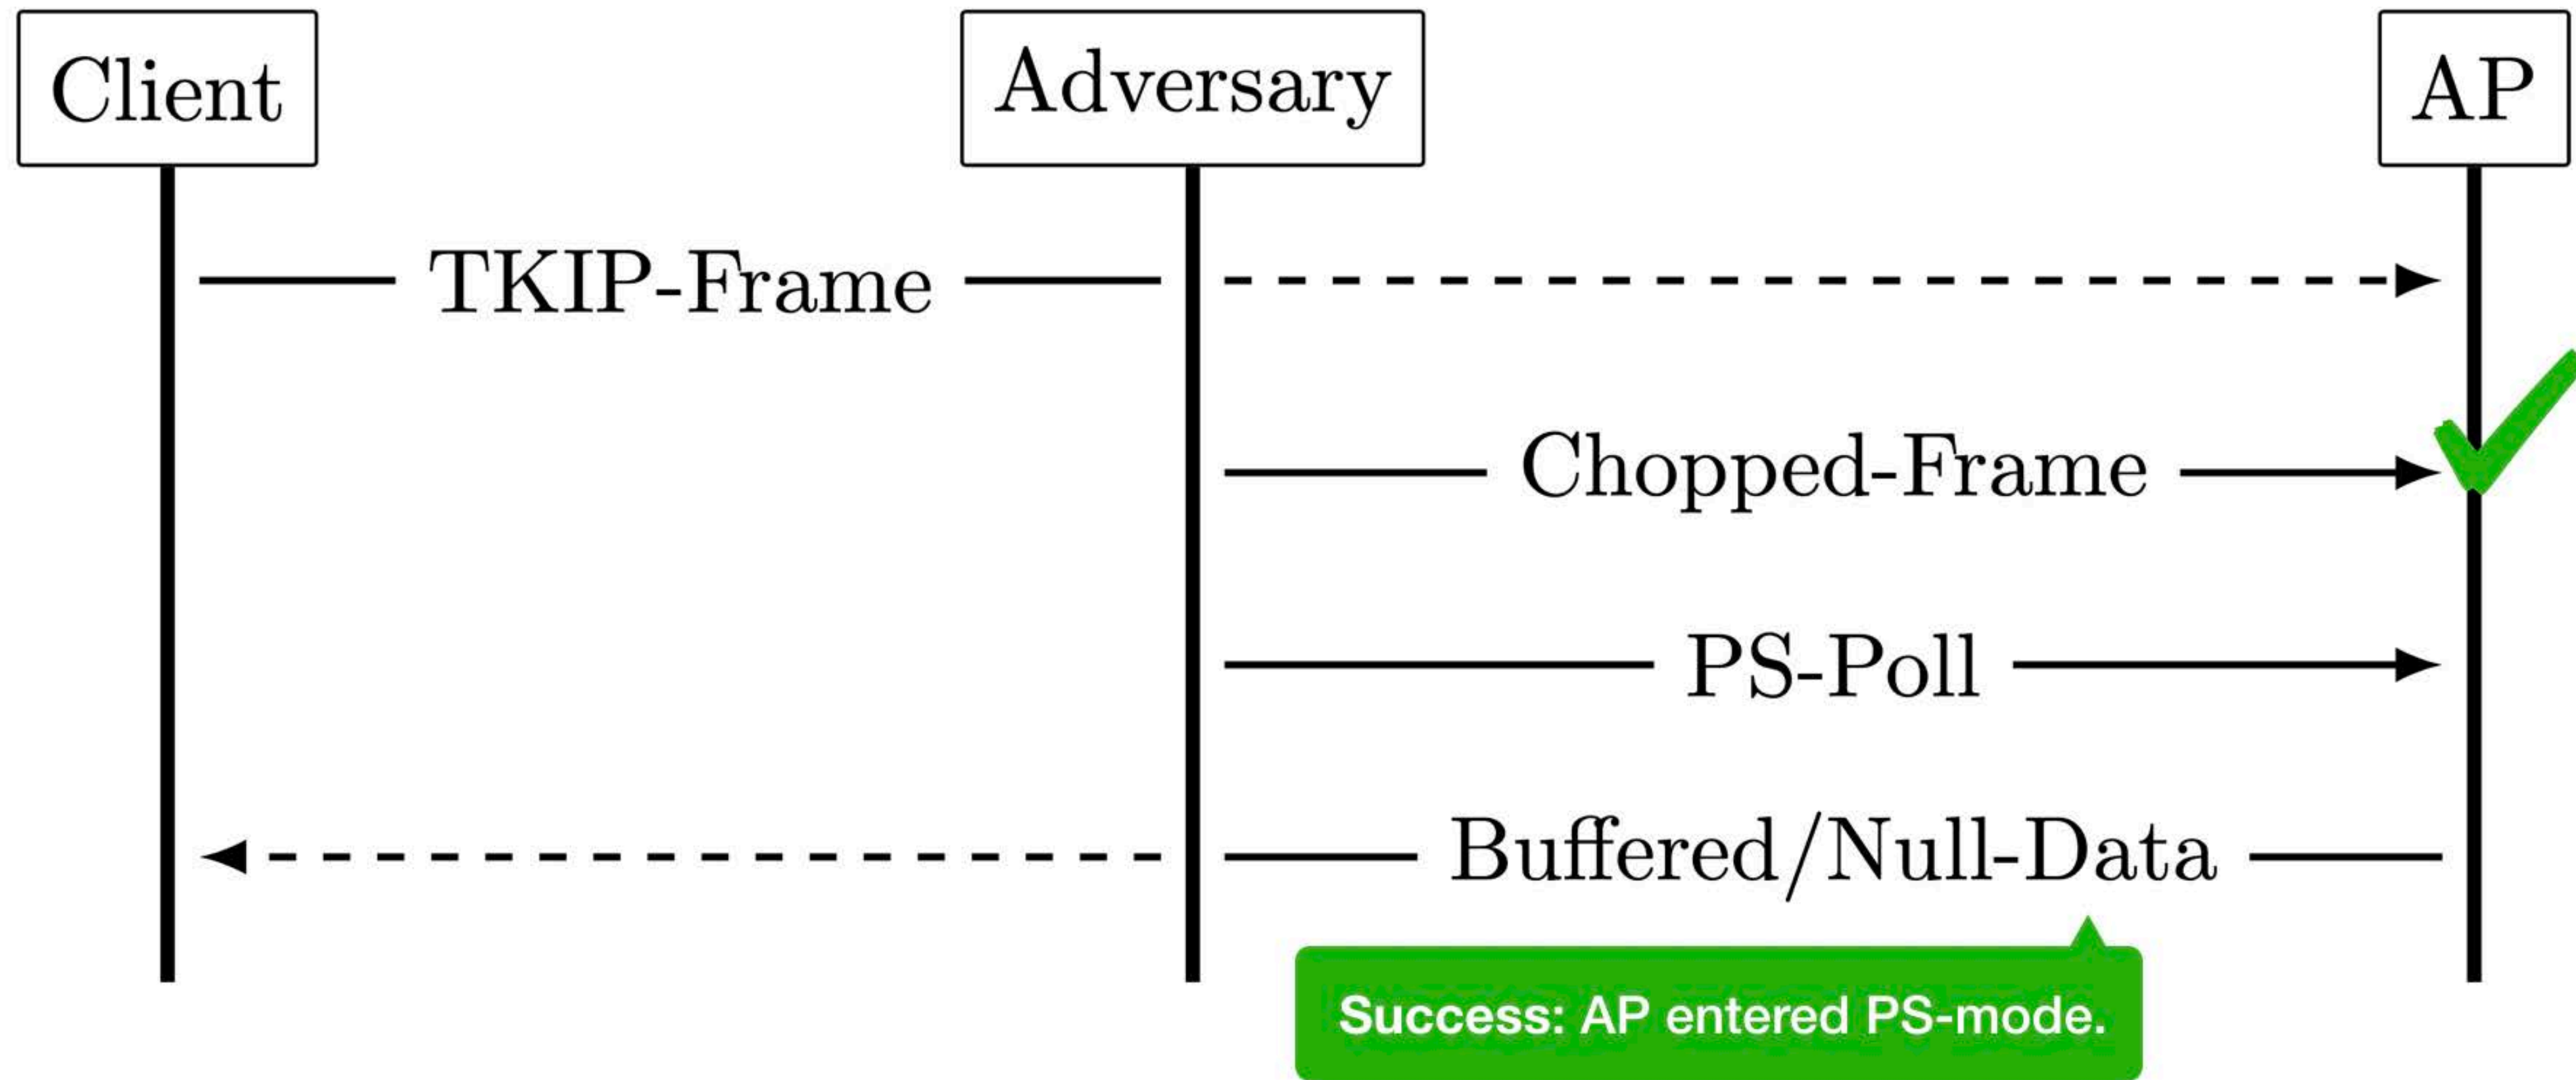 Client
Adversary
AP
TKIP-Frame
Chopped-Frame
PS-Poll
Buffered/Null-Data
Success: AP entered PS-mode.